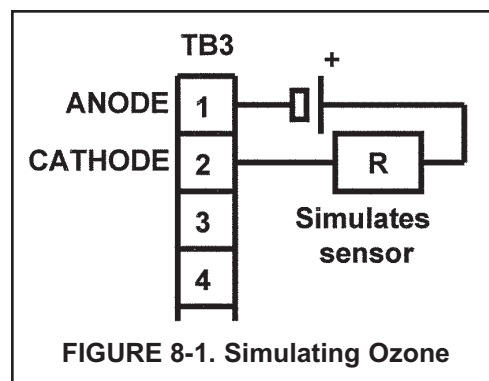 TB3
+
ANODE 1
CATHODE 2
R
3
Simulates
sensor
4
FIGURE 8-1. Simulating Ozone